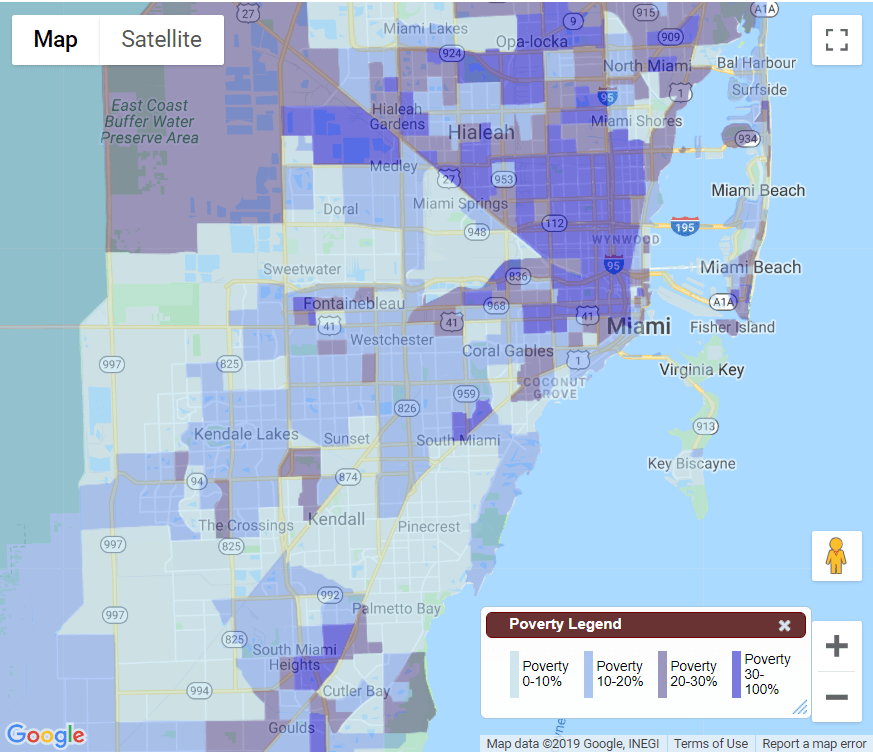 27
915
A1A
Map
Satellite
Miami Lakes
9
Opa-locka
909
924
North Miami
Bal Harbour
Surfside
1
95
East Coast
Buffer Water
Preserve Area
Hialeah
Gardens
Miami Shores
Hialeah
934
Medley
27
953
Miami Beach
Miami Springs
Doral
112
195
948
WYNWOOD
Sweetwater
836
95
Miami Beach
Fontainebleau
968
A1A
41
41
41
Miami
Fisher Island
Westchester
Coral Gables
1
997
825
Virginia Key
COCONUT
GROVE
959
826
913
Kendale Lakes
Sunset
South Miami
Key Biscayne
94
874
The Crossings
Kendall
Pinecrest
997
825
992
Palmetto Bay
997
825
South Miami
Heights
994
Cutler Bay
Goulds
Poverty Legend
Poverty
0-10%
Poverty
10-20%
Poverty
20-30%
Poverty
30-
100%
Google
Map data ©2019 Google, INEGI
Terms of Use
Report a map error